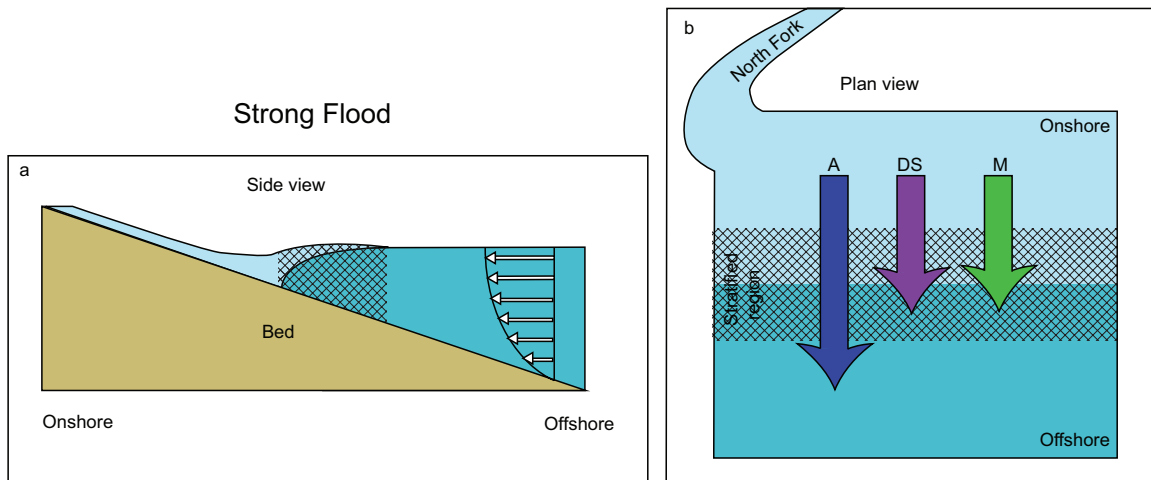 Strong Flood
a
Side view
Bed
Onshore
Offshore
b
North Fork
Plan view
Onshore
A
DS
M
Stratified
region
Offshore